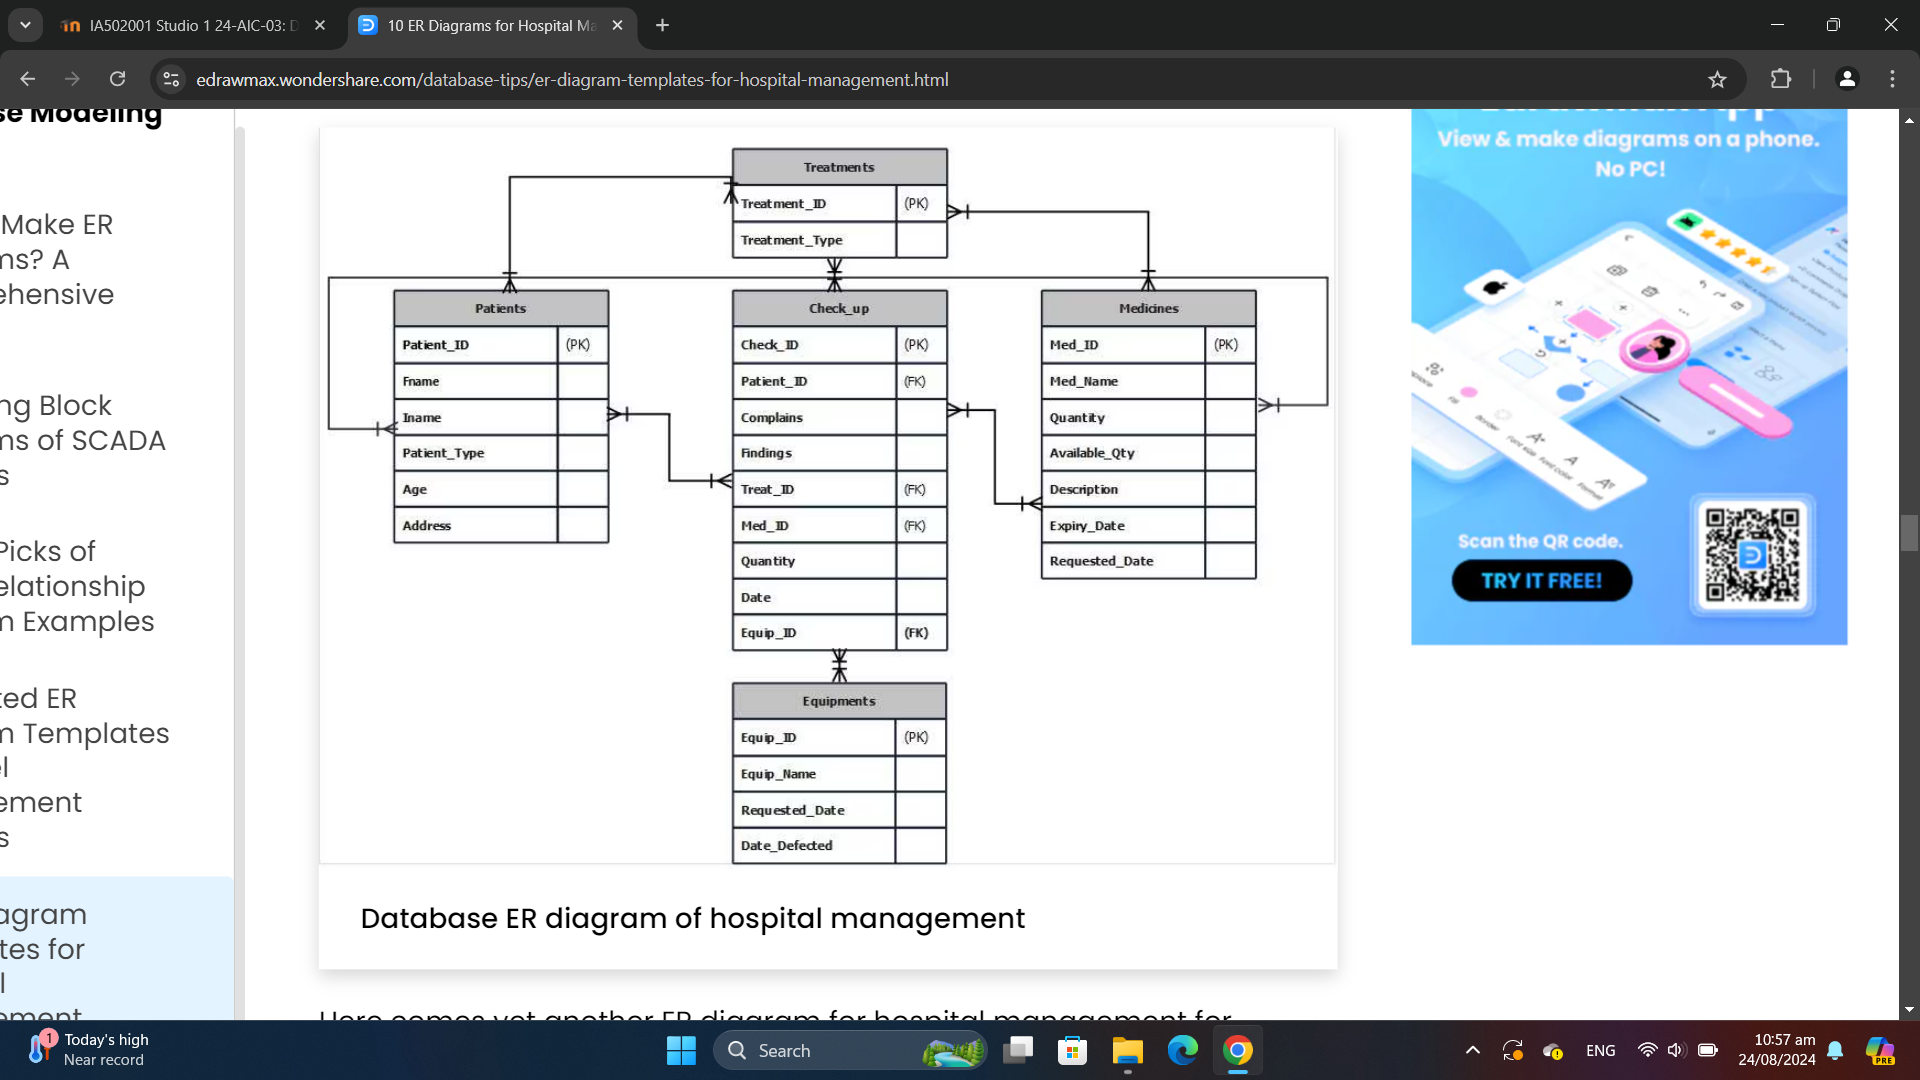 IA502001 Studio 1 24-AIC-03: D
10 ER Diagrams for Hospital Ma
edrawmax.wondershare.com/database-tips/er-diagram-templates-for-hospital-management.html
se Modeling
Make ER
ms? A
ehensive
ng Block
ms of SCADA
s
Picks of
elationship
m Examples
ted ER
m Templates
el
ement
s
agram
tes for
l
ement
Treatments
Treatment_ID (PK)
Treatment_Type
Patients
Patient_ID (PK)
Fname
Iname
Patient_Type
Age
Address
Check_up
Check_ID (PK)
Patient_ID (FK)
Complains
Findings
Treat_ID (FK)
Med_ID (FK)
Quantity
Date
Equip_ID (FK)
Medicines
Med_ID (PK)
Med_Name
Quantity
Available_Qty
Description
Expiry_Date
Requested_Date
Equipments
Equip_ID (PK)
Equip_Name
Requested_Date
Date_Defected
Database ER diagram of hospital management
Here comes yet another ER diagram for hospital management for
View & make diagrams on a phone.
No PC!
Scan the QR code.
TRY IT FREE!
1
Today's high
Near record
Search
ENG
10:57 am
24/08/2024
PRE